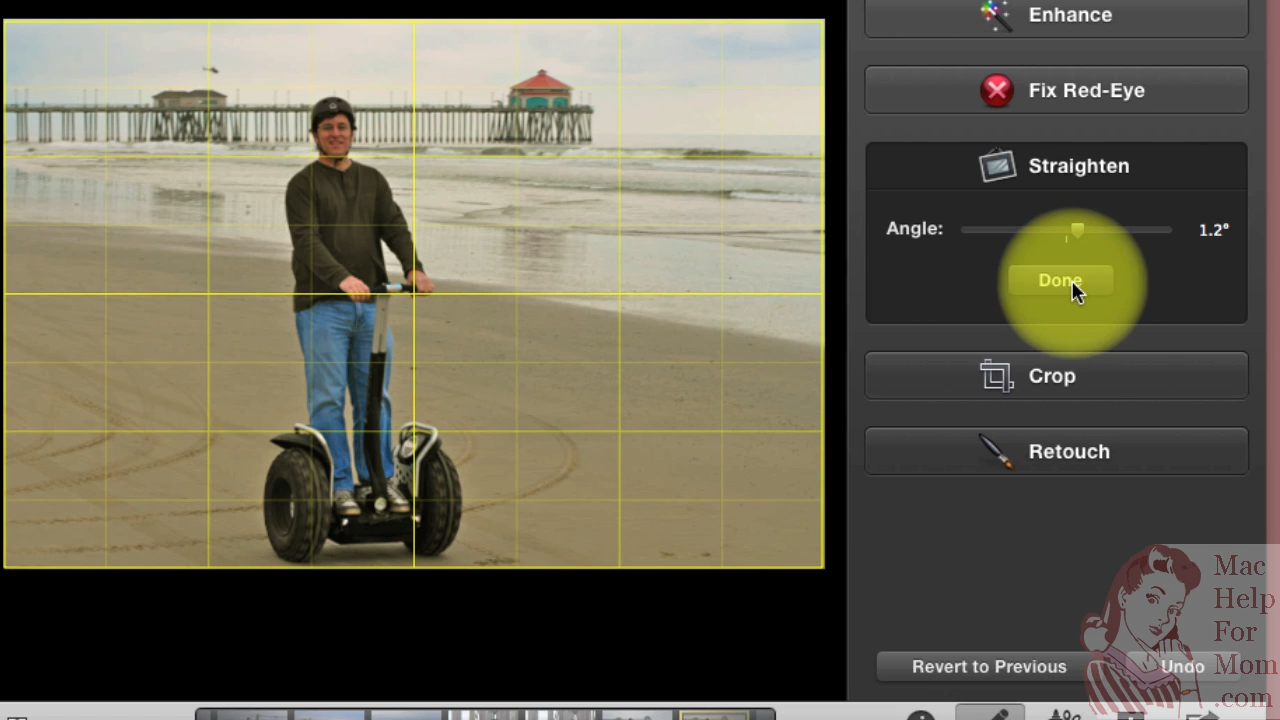 Enhance
Fix Red-Eye
Straighten
Angle:
1.2°
Done
Crop
Retouch
Revert to Previous
Undo
Mac
Help
For
Mom
.com